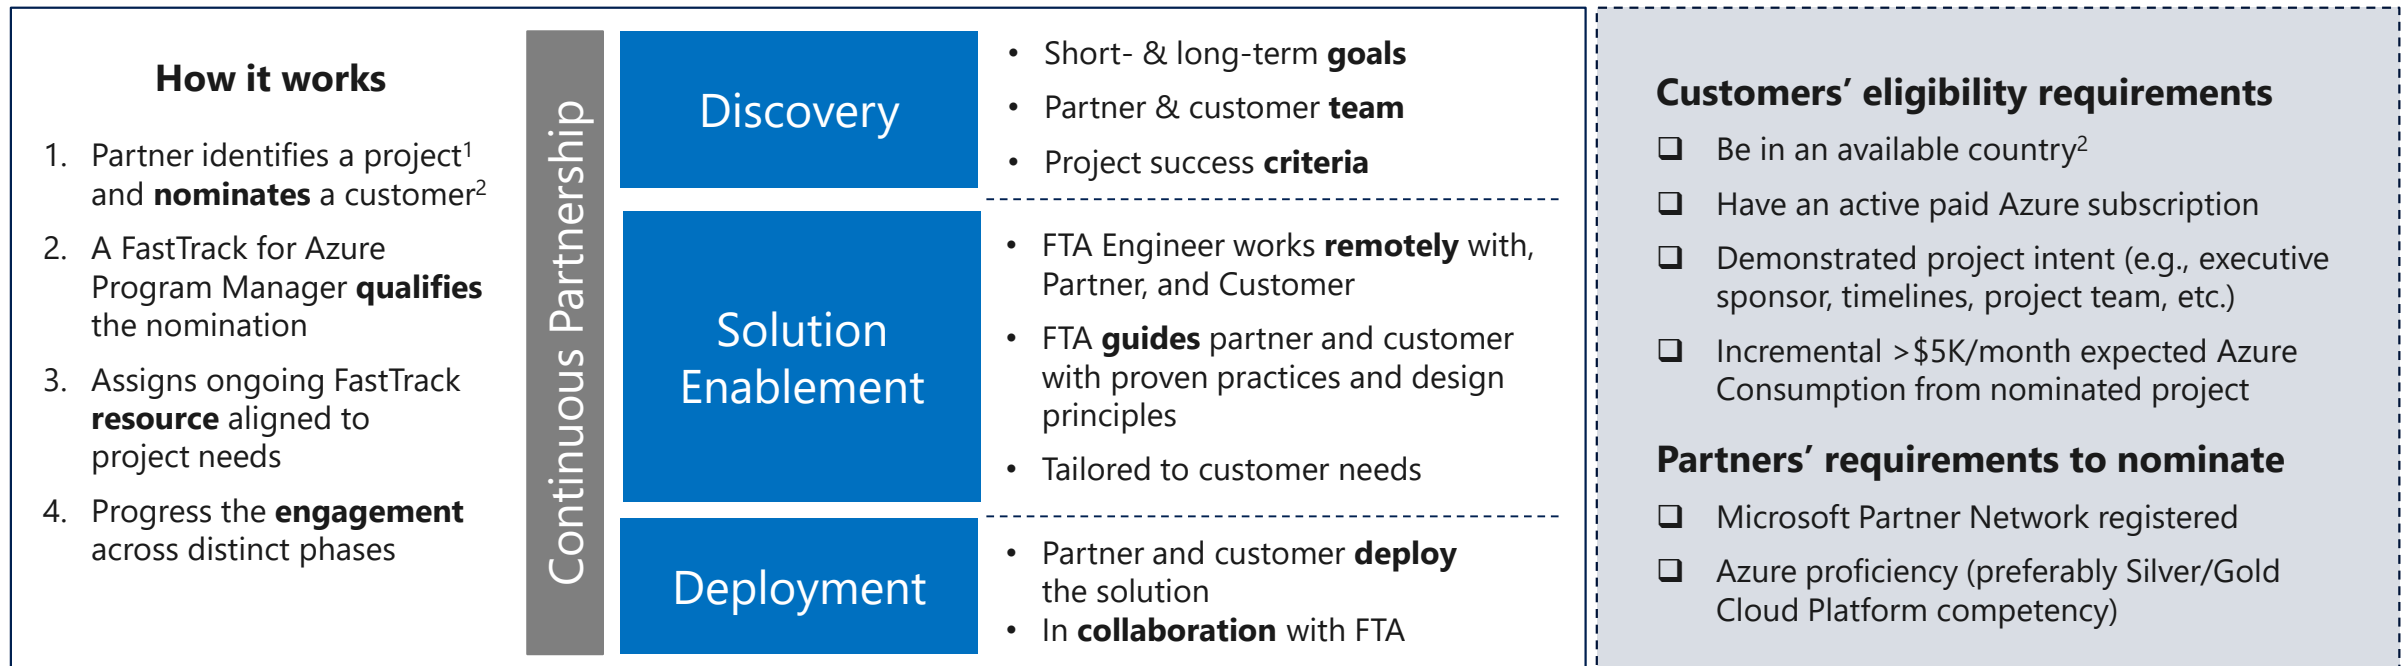 How it works
1. Partner identifies a project¹
and nominates a customer²
2. A FastTrack for Azure
Program Manager qualifies
the nomination
3. Assigns ongoing FastTrack
resource aligned to
project needs
4. Progress the engagement
across distinct phases
Continuous Partnership
Discovery
• Short- & long-term goals
• Partner & customer team
• Project success criteria
Solution
Enablement
• FTA Engineer works remotely with,
Partner, and Customer
• FTA guides partner and customer
with proven practices and design
principles
• Tailored to customer needs
Deployment
• Partner and customer deploy
the solution
• In collaboration with FTA
Customers’ eligibility requirements
❑ Be in an available country²
❑ Have an active paid Azure subscription
❑ Demonstrated project intent (e.g., executive
sponsor, timelines, project team, etc.)
❑ Incremental >$5K/month expected Azure
Consumption from nominated project
Partners’ requirements to nominate
❑ Microsoft Partner Network registered
❑ Azure proficiency (preferably Silver/Gold
Cloud Platform competency)